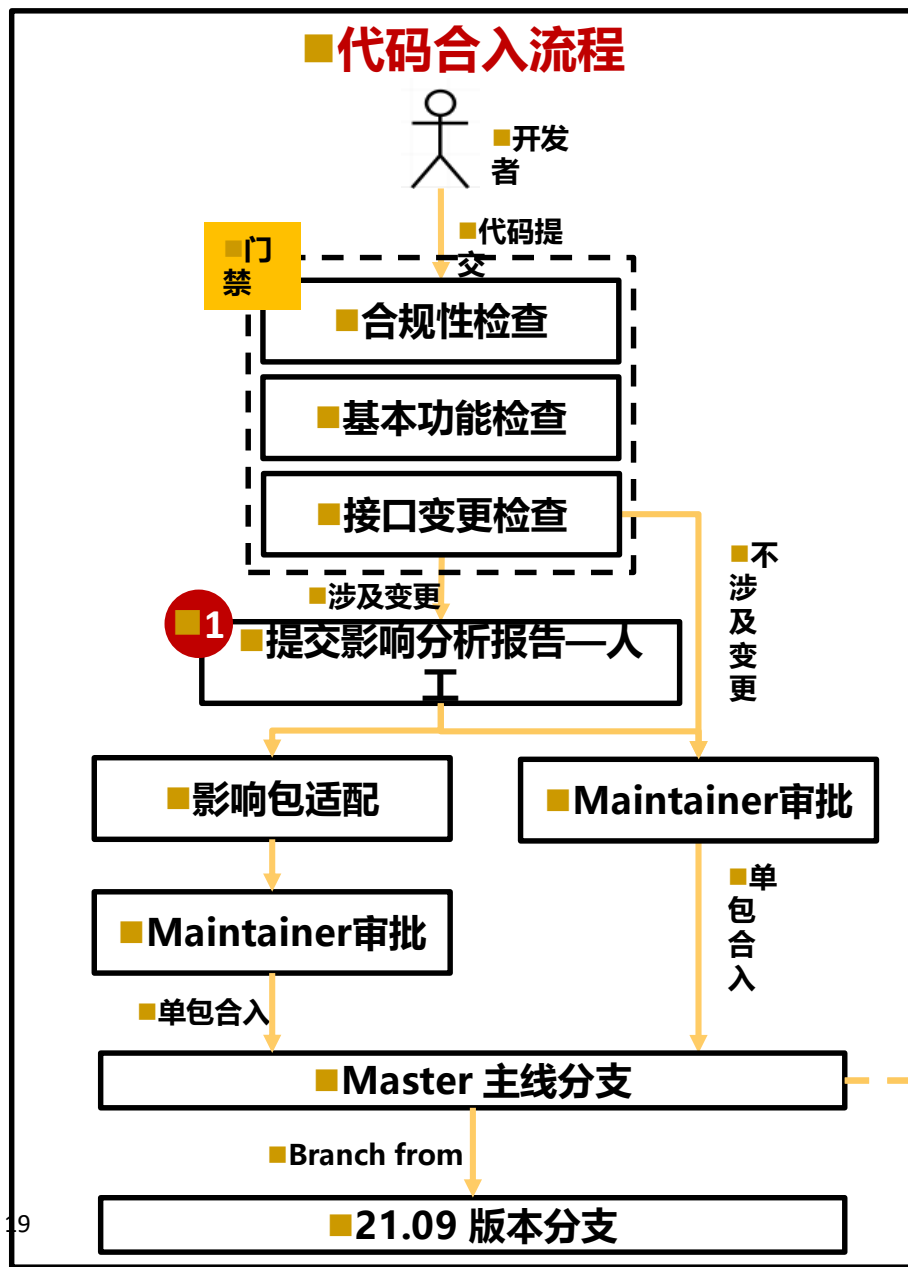 ■代码合入流程
■开发
者
■代码提
交
■门
禁
■合规性检查
■基本功能检查
■接口变更检查
■不
涉
及
变
更
■涉及变更
■1
■提交影响分析报告—人
工
■影响包适配
■Maintainer审批
■Maintainer审批
■单
包
合
入
■单包合入
■Master 主线分支
■Branch from
■21.09 版本分支
19